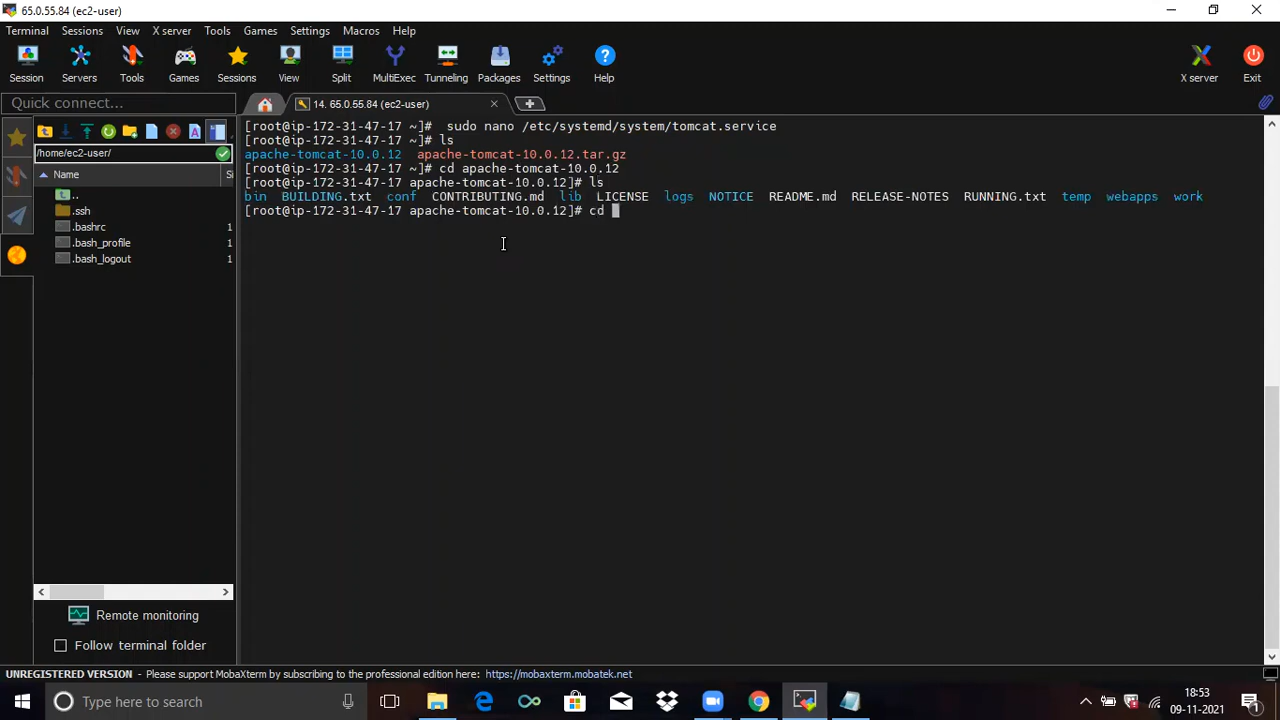 65.0.55.84 (ec2-user)
Terminal Sessions View X server Tools Games Settings Macros Help
Session Servers Tools Games Sessions View Split MultiExec Tunneling Packages Settings Help X server Exit
Quick connect...
14. 65.0.55.84 (ec2-user)
/home/ec2-user/
Name Si
..
.ssh
.bashrc 1
.bash_profile 1
.bash_logout 1
[root@ip-172-31-47-17 ~]#  sudo nano /etc/systemd/system/tomcat.service
[root@ip-172-31-47-17 ~]# ls
apache-tomcat-10.0.12  apache-tomcat-10.0.12.tar.gz
[root@ip-172-31-47-17 ~]# cd apache-tomcat-10.0.12
[root@ip-172-31-47-17 apache-tomcat-10.0.12]# ls
bin  BUILDING.txt  conf  CONTRIBUTING.md  lib  LICENSE  logs  NOTICE  README.md  RELEASE-NOTES  RUNNING.txt  temp  webapps  work
[root@ip-172-31-47-17 apache-tomcat-10.0.12]# cd
Remote monitoring
Follow terminal folder
UNREGISTERED VERSION - Please support MobaXterm by subscribing to the professional edition here: https://mobaxterm.mobatek.net
Type here to search
18:53
09-11-2021
1